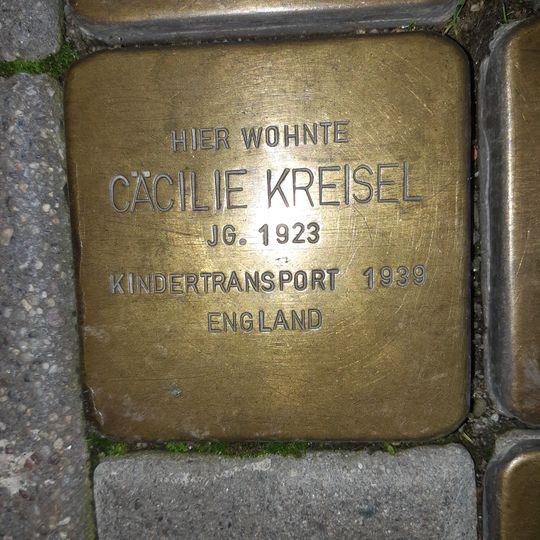 HIER WOHNTE
CÄCILIE KREISEL
JG. 1923
KINDERTRANSPORT 1939
ENGLAND